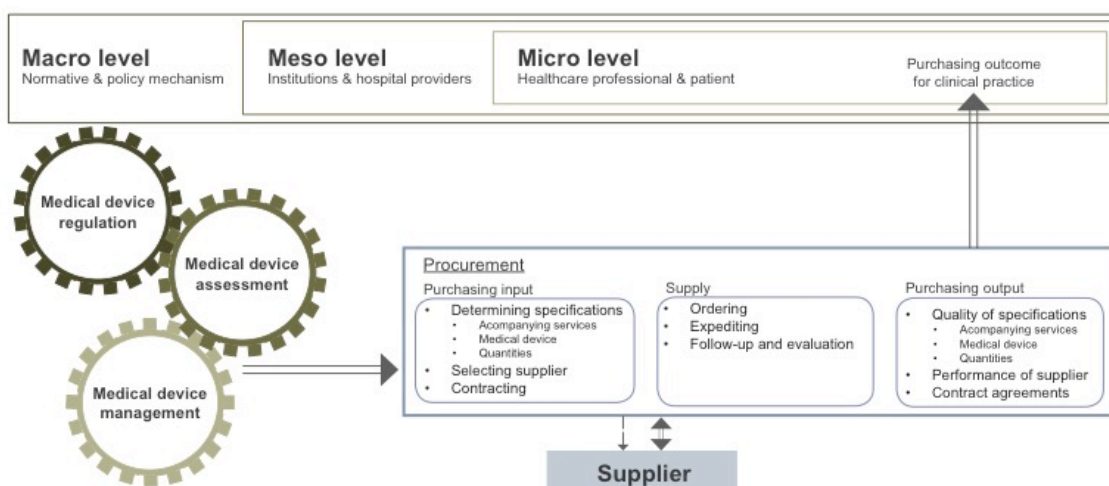 Macro level
Normative & policy mechanism
Meso level
Institutions & hospital providers
Micro level
Healthcare professional & patient
Purchasing outcome
for clinical practice
Medical device
regulation
Medical device
assessment
Medical device
management
Procurement
Purchasing input
• Determining specifications
• Acompanying services
• Medical device
• Quantities
• Selecting supplier
• Contracting
Supply
• Ordering
• Expediting
• Follow-up and evaluation
Purchasing output
• Quality of specifications
• Acompanying services
• Medical device
• Quantities
• Performance of supplier
• Contract agreements
Supplier